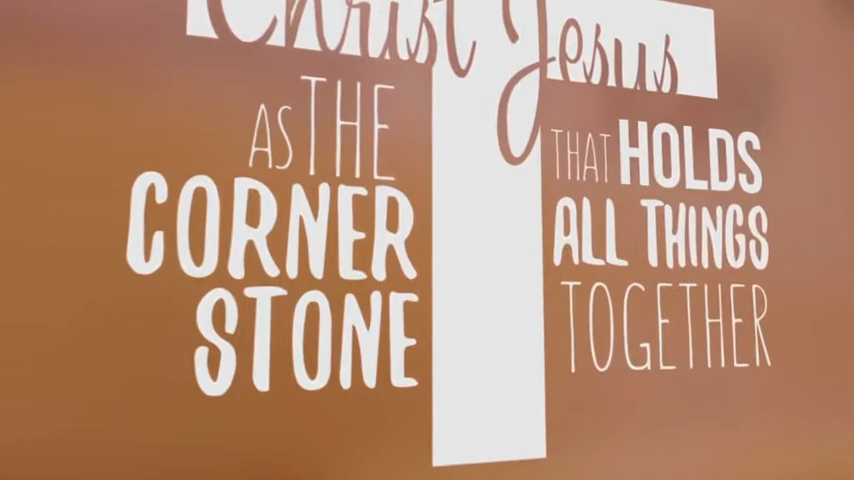 Christ Jesus
AS THE
CORNER
STONE
THAT HOLDS
ALL THINGS
TOGETHER